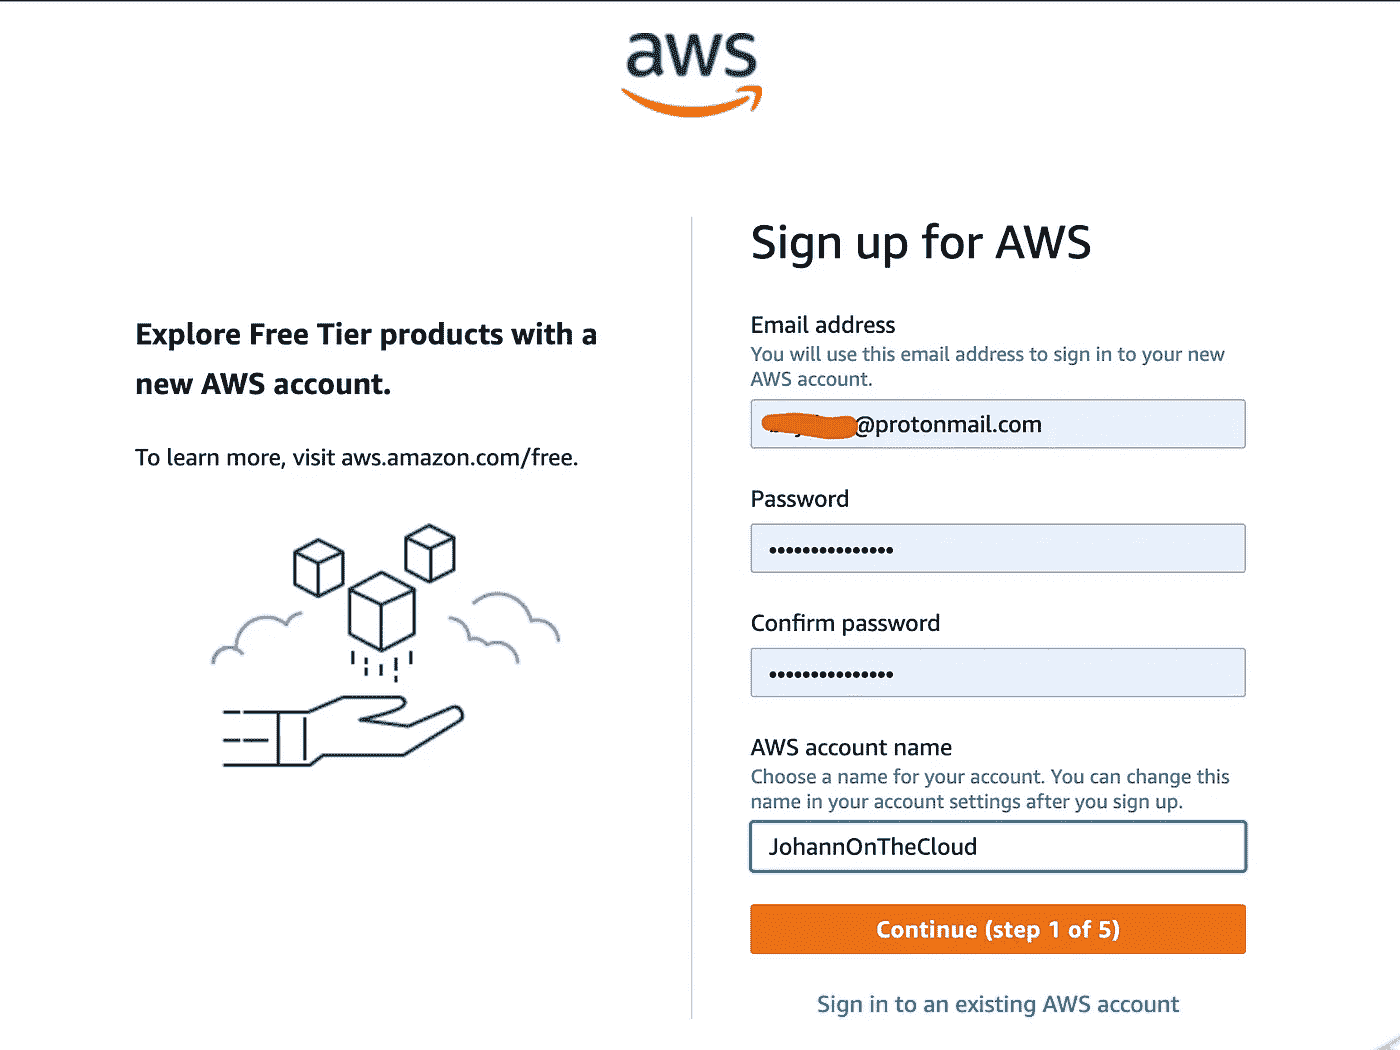 aws
Explore Free Tier products with a
new AWS account.
To learn more, visit aws.amazon.com/free.
Sign up for AWS
Email address
You will use this email address to sign in to your new
AWS account.
@protonmail.com
Password
•••••••••••••••
Confirm password
•••••••••••••••
AWS account name
Choose a name for your account. You can change this
name in your account settings after you sign up.
JohannOnTheCloud
Continue (step 1 of 5)
Sign in to an existing AWS account